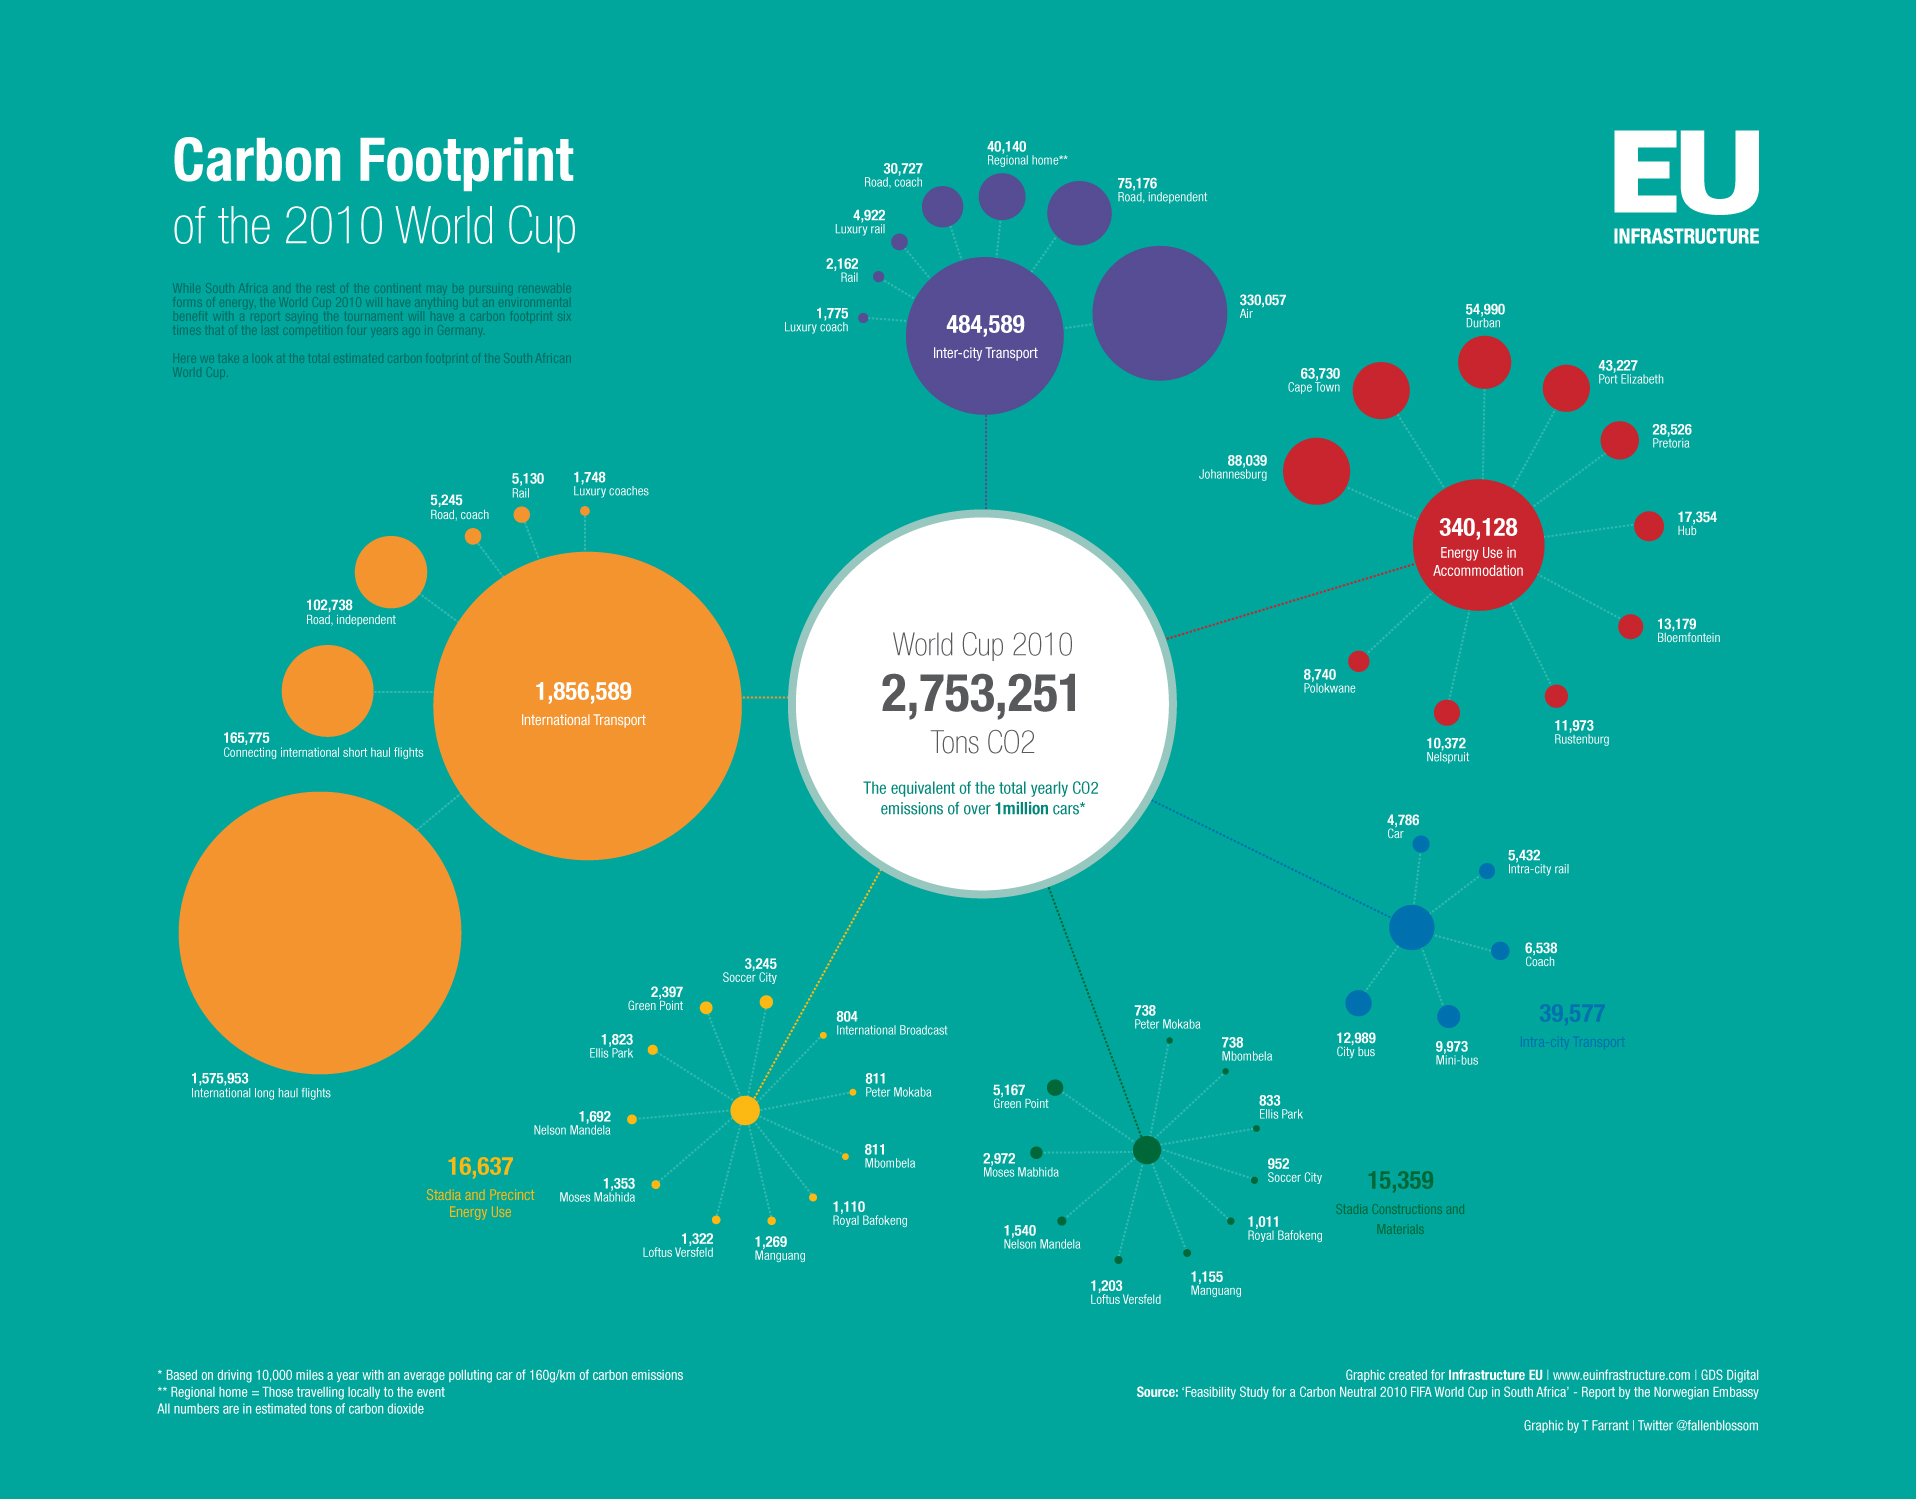 Carbon Footprint
of the 2010 World Cup
While South Africa and the rest of the continent may be pursuing renewable
forms of energy, the World Cup 2010 will have anything but an environmental
benefit with a report saying the tournament will have a carbon footprint six
times that of the last competition four years ago in Germany.
Here we take a look at the total estimated carbon footprint of the South African
World Cup.
EU
INFRASTRUCTURE
40,140
Regional home**
30,727
Road, coach
75,176
Road, independent
4,922
Luxury rail
2,162
Rail
1,775
Luxury coach
330,057
Air
484,589
Inter-city Transport
54,990
Durban
63,730
Cape Town
43,227
Port Elizabeth
28,526
Pretoria
88,039
Johannesburg
17,354
Hub
340,128
Energy Use in
Accommodation
13,179
Bloemfontein
8,740
Polokwane
11,973
Rustenburg
10,372
Nelspruit
5,130
Rail
1,748
Luxury coaches
5,245
Road, coach
102,738
Road, independent
165,775
Connecting international short haul flights
1,856,589
International Transport
1,575,953
International long haul flights
World Cup 2010
2,753,251
Tons CO2
The equivalent of the total yearly CO2
emissions of over 1million cars*
4,786
Car
5,432
Intra-city rail
6,538
Coach
12,989
City bus
9,973
Mini-bus
39,577
Intra-city Transport
3,245
Soccer City
2,397
Green Point
804
International Broadcast
1,823
Ellis Park
811
Peter Mokaba
1,692
Nelson Mandela
811
Mbombela
1,353
Moses Mabhida
1,110
Royal Bafokeng
1,322
Loftus Versfeld
1,269
Manguang
16,637
Stadia and Precinct
Energy Use
738
Peter Mokaba
738
Mbombela
5,167
Green Point
833
Ellis Park
2,972
Moses Mabhida
952
Soccer City
1,540
Nelson Mandela
1,011
Royal Bafokeng
1,203
Loftus Versfeld
1,155
Manguang
15,359
Stadia Constructions and
Materials
* Based on driving 10,000 miles a year with an average polluting car of 160g/km of carbon emissions
** Regional home = Those travelling locally to the event
All numbers are in estimated tons of carbon dioxide
Graphic created for Infrastructure EU | www.euinfrastructure.com | GDS Digital
Source: 'Feasibility Study for a Carbon Neutral 2010 FIFA World Cup in South Africa' - Report by the Norwegian Embassy
Graphic by T Farrant | Twitter @fallenblossom